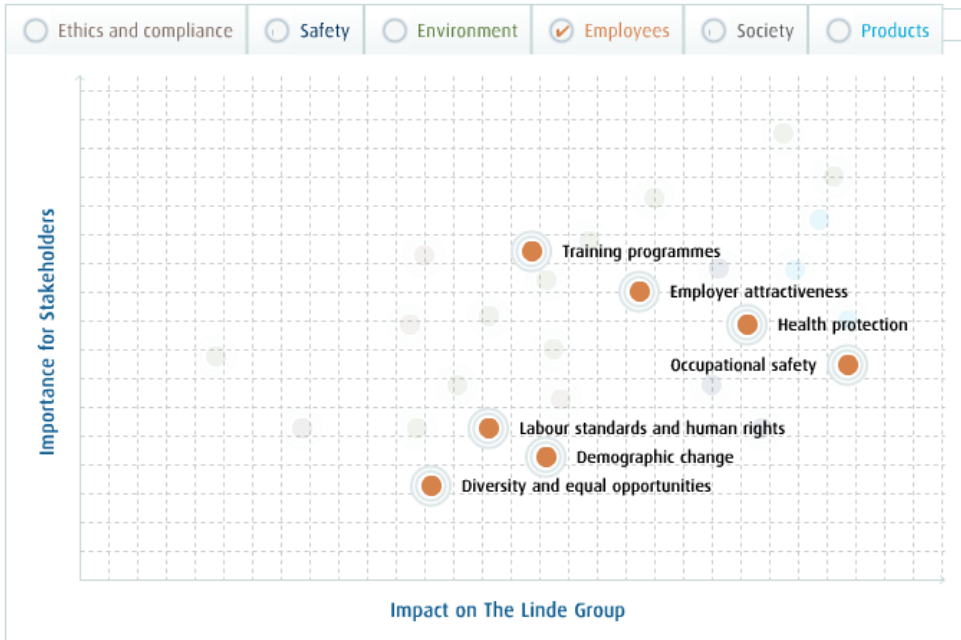 Ethics and compliance
Safety
Environment
Employees
Society
Products
Importance for Stakeholders
Training programmes
Employer attractiveness
Health protection
Occupational safety
Labour standards and human rights
Demographic change
Diversity and equal opportunities
Impact on The Linde Group